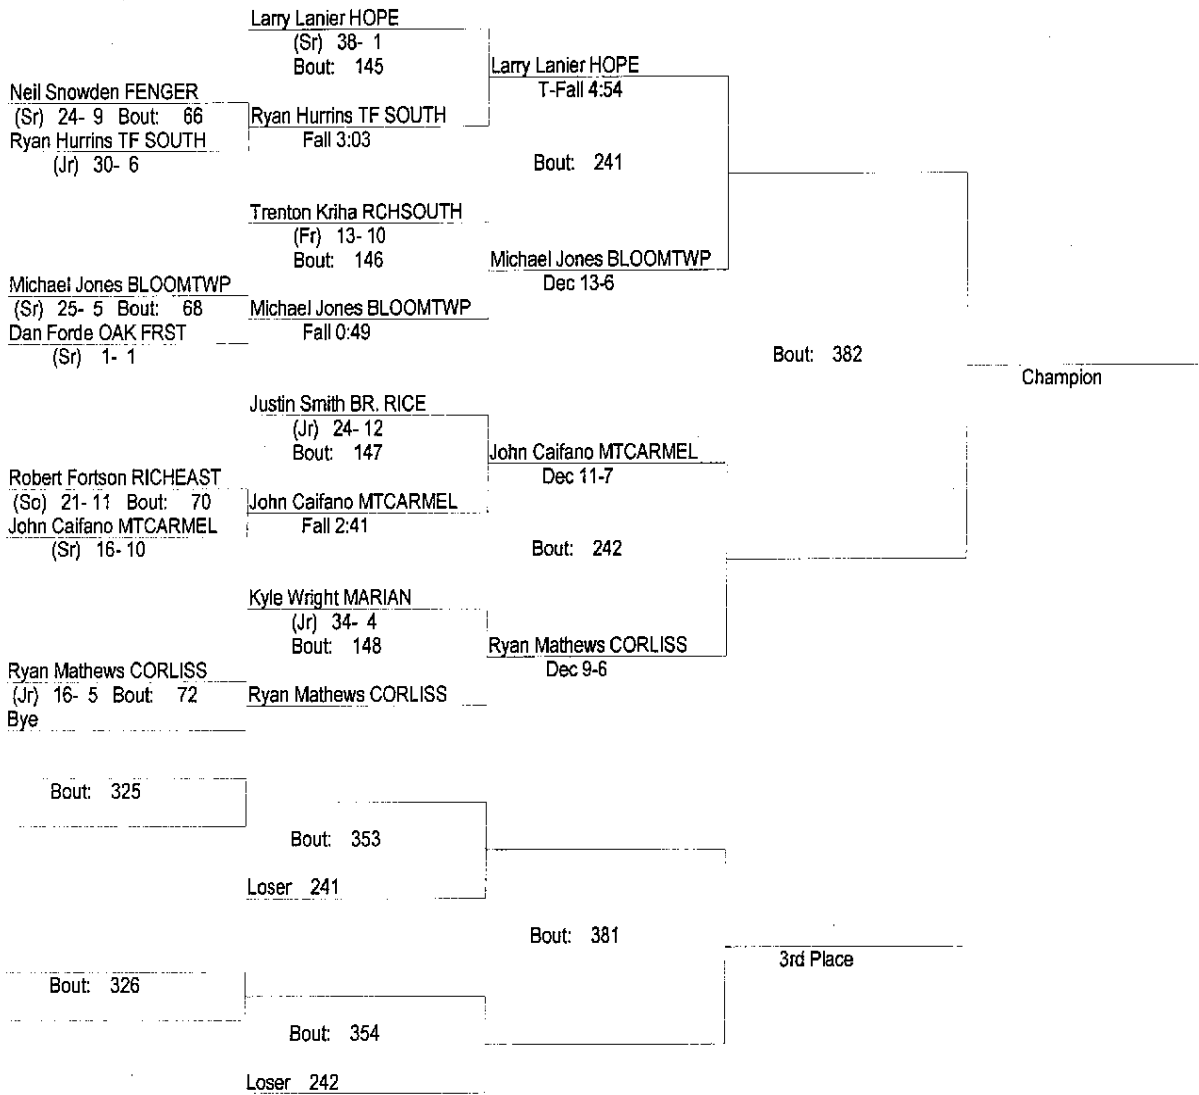 Larry Lanier HOPE
(Sr) 38- 1
Bout: 145
Larry Lanier HOPE
T-Fall 4:54
Neil Snowden FENGER
(Sr) 24- 9 Bout: 66
Ryan Hurrins TF SOUTH
(Jr) 30- 6
Ryan Hurrins TF SOUTH
Fall 3:03
Bout: 241
Trenton Kriha RCHSOUTH
(Fr) 13- 10
Bout: 146
Michael Jones BLOOMTWP
Dec 13-6
Michael Jones BLOOMTWP
(Sr) 25- 5 Bout: 68
Dan Forde OAK FRST
(Sr) 1- 1
Michael Jones BLOOMTWP
Fall 0:49
Bout: 382
Champion
Justin Smith BR. RICE
(Jr) 24- 12
Bout: 147
John Caifano MTCARMEL
Dec 11-7
Robert Fortson RICHEAST
(So) 21- 11 Bout: 70
John Caifano MTCARMEL
(Sr) 16- 10
John Caifano MTCARMEL
Fall 2:41
Bout: 242
Kyle Wright MARIAN
(Jr) 34- 4
Bout: 148
Ryan Mathews CORLISS
Dec 9-6
Ryan Mathews CORLISS
(Jr) 16- 5 Bout: 72
Bye
Ryan Mathews CORLISS
Bout: 325
Bout: 353
Loser 241
Bout: 381
3rd Place
Bout: 326
Bout: 354
Loser 242